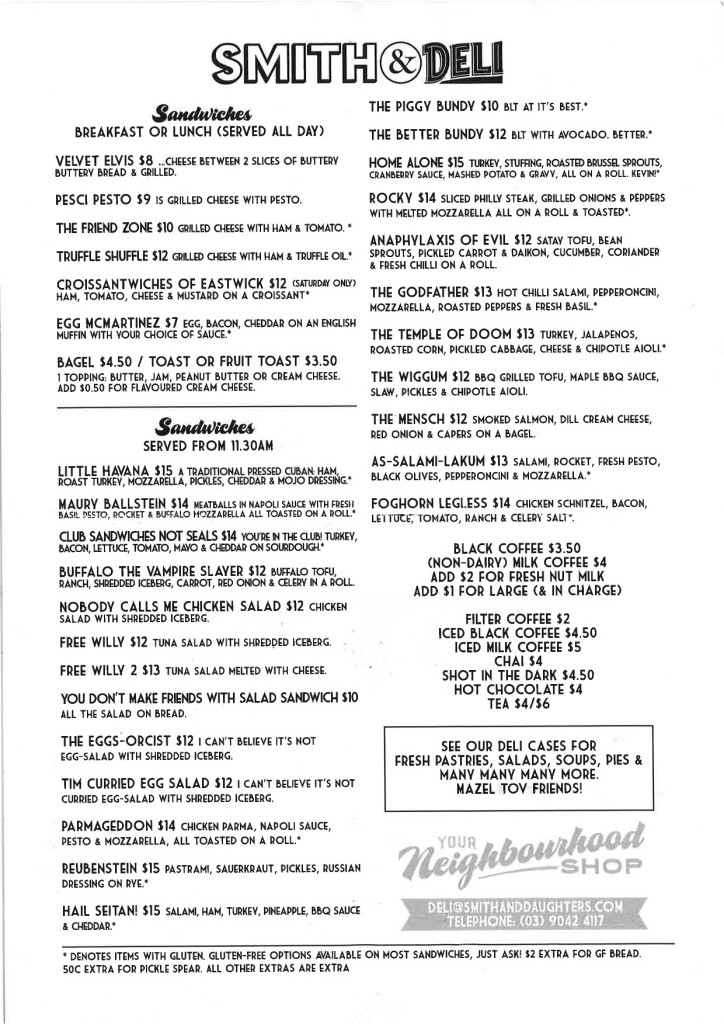 SMITH & DELI
Sandwiches
BREAKFAST OR LUNCH (SERVED ALL DAY)
VELVET ELVIS $8 ...CHEESE BETWEEN 2 SLICES OF BUTTERY
BUTTERY BREAD & GRILLED.
PESCI PESTO $9 IS GRILLED CHEESE WITH PESTO.
THE FRIEND ZONE $10 GRILLED CHEESE WITH HAM & TOMATO. *
TRUFFLE SHUFFLE $12 GRILLED CHEESE WITH HAM & TRUFFLE OIL.*
CROISSANTWICHES OF EASTWICK $12 (SATURDAY ONLY)
HAM, TOMATO, CHEESE & MUSTARD ON A CROISSANT*
EGG MCMARTINEZ $7 EGG, BACON, CHEDDAR ON AN ENGLISH
MUFFIN WITH YOUR CHOICE OF SAUCE.*
BAGEL $4.50 / TOAST OR FRUIT TOAST $3.50
1 TOPPING: BUTTER, JAM, PEANUT BUTTER OR CREAM CHEESE.
ADD $0.50 FOR FLAVOURED CREAM CHEESE.
Sandwiches
SERVED FROM 11.30AM
LITTLE HAVANA $15 A TRADITIONAL PRESSED CUBAN: HAM,
ROAST TURKEY, MOZZARELLA, PICKLES, CHEDDAR & MOJO DRESSING.*
MAURY BALLSTEIN $14 MEATBALLS IN NAPOLI SAUCE WITH FRESH
BASIL PESTO, ROCKET & BUFFALO MOZZARELLA ALL TOASTED ON A ROLL.*
CLUB SANDWICHES NOT SEALS $14 YOU'RE IN THE CLUB! TURKEY,
BACON, LETTUCE, TOMATO, MAYO & CHEDDAR ON SOURDOUGH.*
BUFFALO THE VAMPIRE SLAYER $12 BUFFALO TOFU,
RANCH, SHREDDED ICEBERG, CARROT, RED ONION & CELERY IN A ROLL.
NOBODY CALLS ME CHICKEN SALAD $12 CHICKEN
SALAD WITH SHREDDED ICEBERG.
FREE WILLY $12 TUNA SALAD WITH SHREDDED ICEBERG.
FREE WILLY 2 $13 TUNA SALAD MELTED WITH CHEESE.
YOU DON'T MAKE FRIENDS WITH SALAD SANDWICH $10
ALL THE SALAD ON BREAD.
THE EGGS-ORCIST $12 I CAN'T BELIEVE IT'S NOT
EGG-SALAD WITH SHREDDED ICEBERG.
TIM CURRIED EGG SALAD $12 I CAN'T BELIEVE IT'S NOT
CURRIED EGG-SALAD WITH SHREDDED ICEBERG.
PARMAGEDDON $14 CHICKEN PARMA, NAPOLI SAUCE,
PESTO & MOZZARELLA, ALL TOASTED ON A ROLL.*
REUBENSTEIN $15 PASTRAMI, SAUERKRAUT, PICKLES, RUSSIAN
DRESSING ON RYE.*
HAIL SEITAN! $15 SALAMI, HAM, TURKEY, PINEAPPLE, BBQ SAUCE
& CHEDDAR.*
THE PIGGY BUNDY $10 BLT AT IT'S BEST.*
THE BETTER BUNDY $12 BLT WITH AVOCADO. BETTER.*
HOME ALONE $15 TURKEY, STUFFING, ROASTED BRUSSEL SPROUTS,
CRANBERRY SAUCE, MASHED POTATO & GRAVY, ALL ON A ROLL. KEVIN!*
ROCKY $14 SLICED PHILLY STEAK, GRILLED ONIONS & PEPPERS
WITH MELTED MOZZARELLA ALL ON A ROLL & TOASTED*.
ANAPHYLAXIS OF EVIL $12 SATAY TOFU, BEAN
SPROUTS, PICKLED CARROT & DAIKON, CUCUMBER, CORIANDER
& FRESH CHILLI ON A ROLL.
THE GODFATHER $13 HOT CHILLI SALAMI, PEPPERONCINI,
MOZZARELLA, ROASTED PEPPERS & FRESH BASIL.*
THE TEMPLE OF DOOM $13 TURKEY, JALAPENOS,
ROASTED CORN, PICKLED CABBAGE, CHEESE & CHIPOTLE AIOLI.*
THE WIGGUM $12 BBQ GRILLED TOFU, MAPLE BBQ SAUCE,
SLAW, PICKLES & CHIPOTLE AIOLI.
THE MENSCH $12 SMOKED SALMON, DILL CREAM CHEESE,
RED ONION & CAPERS ON A BAGEL.
AS-SALAMI-LAKUM $13 SALAMI, ROCKET, FRESH PESTO,
BLACK OLIVES, PEPPERONCINI & MOZZARELLA.*
FOGHORN LEGLESS $14 CHICKEN SCHNITZEL, BACON,
LETTUCE, TOMATO, RANCH & CELERY SALT*.
BLACK COFFEE $3.50
(NON-DAIRY) MILK COFFEE $4
ADD $2 FOR FRESH NUT MILK
ADD $1 FOR LARGE (& IN CHARGE)
FILTER COFFEE $2
ICED BLACK COFFEE $4.50
ICED MILK COFFEE $5
CHAI $4
SHOT IN THE DARK $4.50
HOT CHOCOLATE $4
TEA $4/$6
SEE OUR DELI CASES FOR
FRESH PASTRIES, SALADS, SOUPS, PIES &
MANY MANY MANY MORE.
MAZEL TOV FRIENDS!
YOUR
Neighbourhood
SHOP
DELI@SMITHANDDAUGHTERS.COM
TELEPHONE: (03) 9042 4117
* DENOTES ITEMS WITH GLUTEN. GLUTEN-FREE OPTIONS AVAILABLE ON MOST SANDWICHES, JUST ASK! $2 EXTRA FOR GF BREAD.
50C EXTRA FOR PICKLE SPEAR. ALL OTHER EXTRAS ARE EXTRA